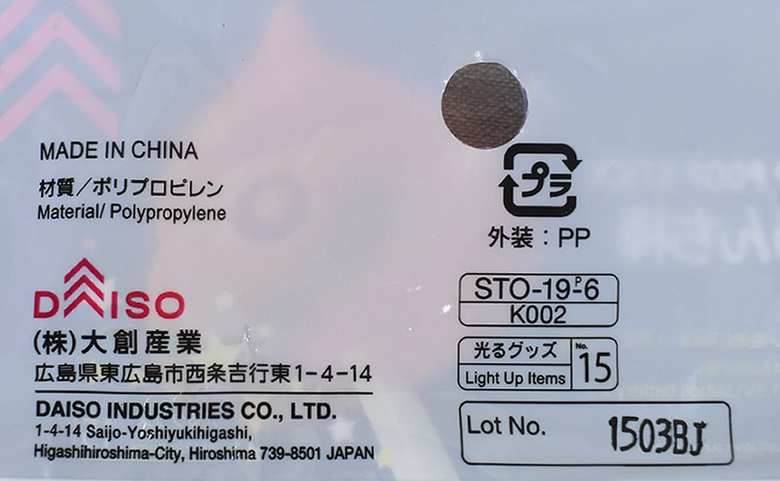 MADE IN CHINA
材質／ポリプロピレン
Material/ Polypropylene
プラ
外装：PP
DAISO
(株)大創産業
広島県東広島市西条吉行東1-4-14
DAISO INDUSTRIES CO., LTD.
1-4-14 Saijo-Yoshiyukihigashi,
Higashihiroshima-City, Hiroshima 739-8501 JAPAN
STO-19-P-6
K002
光るグッズ
Light Up Items
No. 15
Lot No. 1503BJ